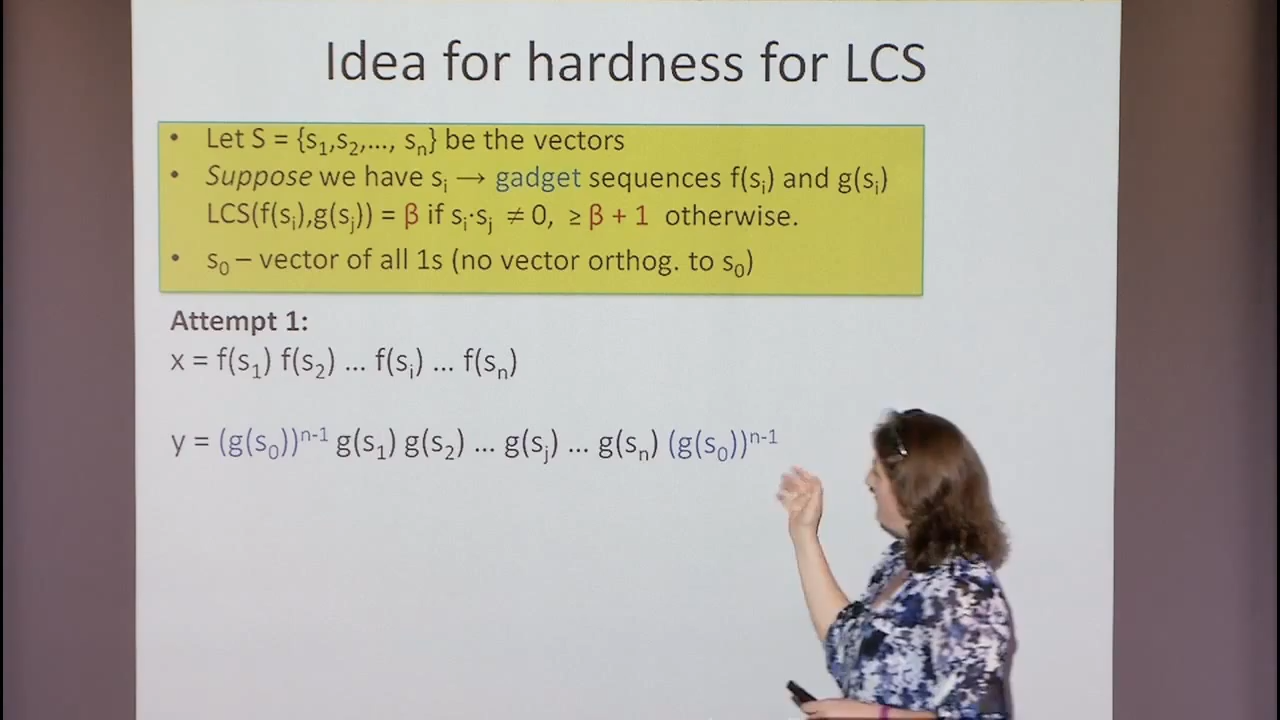 Idea for hardness for LCS
• Let S = {s₁,s₂,..., sₙ} be the vectors
• Suppose we have sᵢ → gadget sequences f(sᵢ) and g(sᵢ)
LCS(f(sᵢ),g(sⱼ)) = β if sᵢ·sⱼ ≠ 0, ≥ β + 1 otherwise.
• s₀ – vector of all 1s (no vector orthog. to s₀)
Attempt 1:
x = f(s₁) f(s₂) ... f(sᵢ) ... f(sₙ)
y = (g(s₀))ⁿ⁻¹ g(s₁) g(s₂) ... g(sⱼ) ... g(sₙ) (g(s₀))ⁿ⁻¹